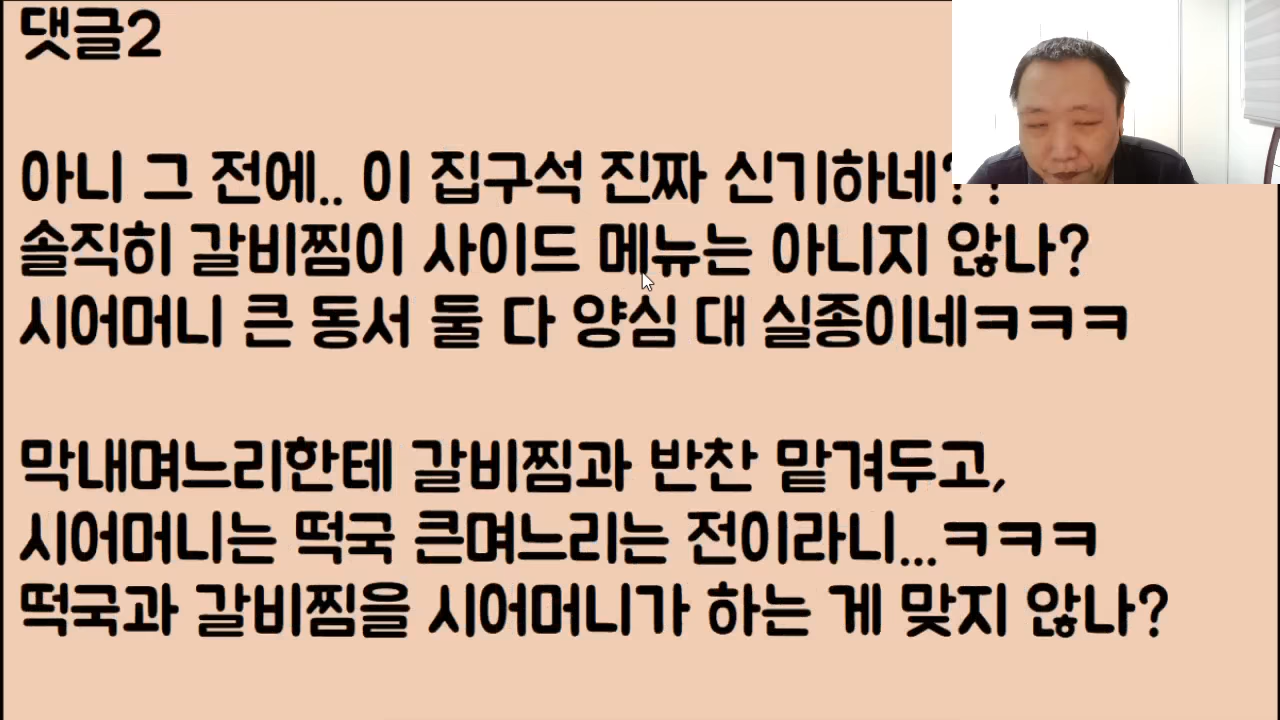 댓글2
아니 그 전에.. 이 집구석 진짜 신기하네??
솔직히 갈비찜이 사이드 메뉴는 아니지 않나?
시어머니 큰 동서 둘 다 양심 대 실종이네ㅋㅋㅋ
막내며느리한테 갈비찜과 반찬 맡겨두고,
시어머니는 떡국 큰며느리는 전이라니...ㅋㅋㅋ
떡국과 갈비찜을 시어머니가 하는 게 맞지 않나?